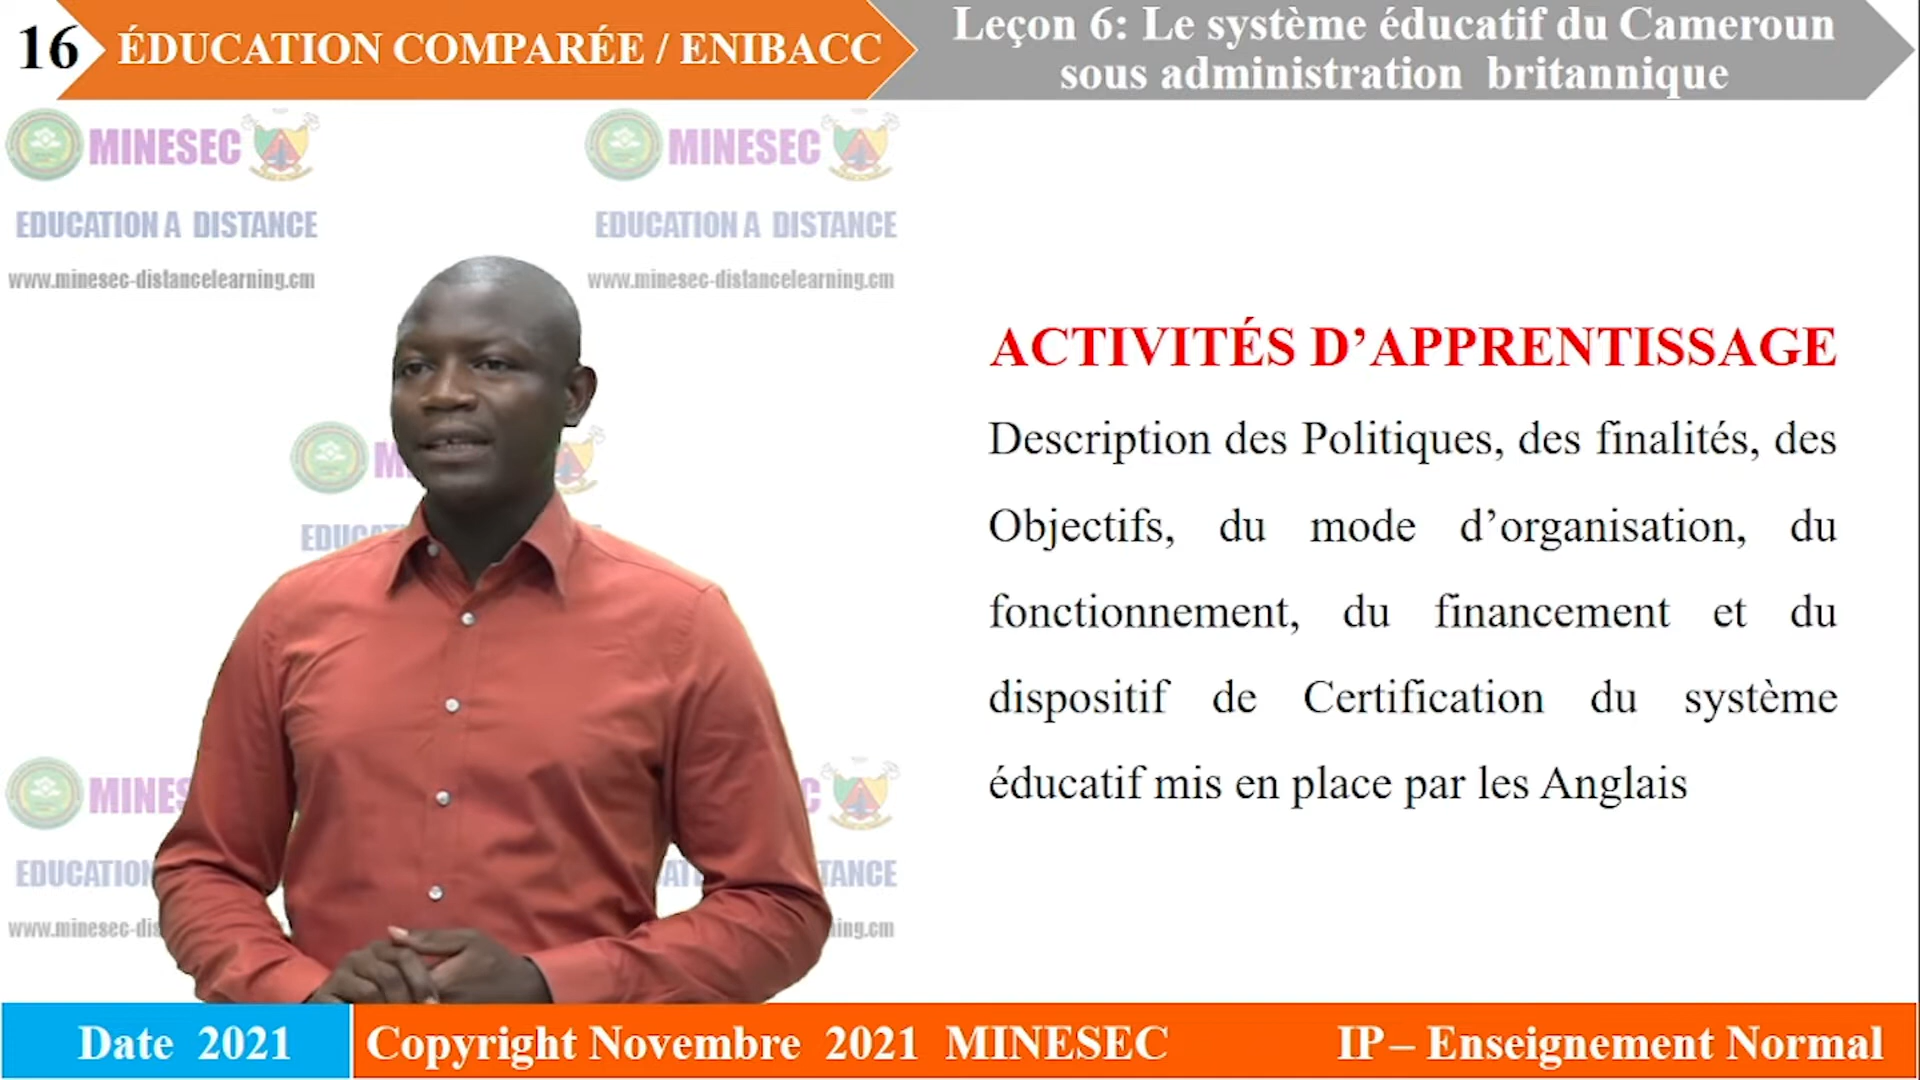 16
ÉDUCATION COMPARÉE / ENIBACC
Leçon 6: Le système éducatif du Cameroun
sous administration britannique
MINESEC
EDUCATION A DISTANCE
www.minesec-distancelearning.cm
MINESEC
EDUCATION A DISTANCE
www.minesec-distancelearning.cm
ACTIVITÉS D’APPRENTISSAGE
Description des Politiques, des finalités, des
Objectifs, du mode d’organisation, du
fonctionnement, du financement et du
dispositif de Certification du système
éducatif mis en place par les Anglais
Date 2021
Copyright Novembre 2021 MINESEC
IP – Enseignement Normal